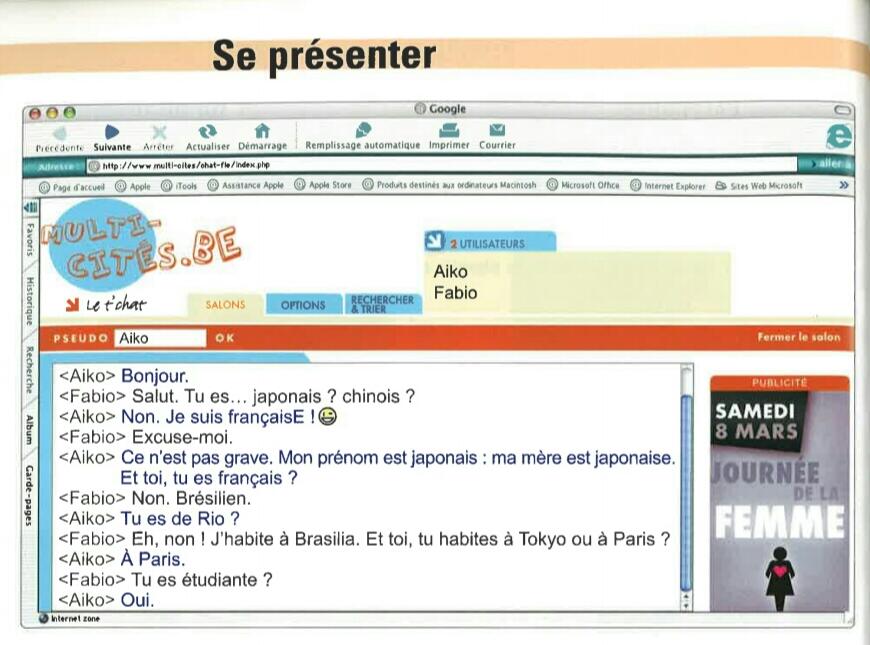 Se présenter
Google
Précédente Suivante Arrêter Actualiser Démarrage Remplissage automatique Imprimer Courrier
Adresse : http://www.multi-cites/chat-fle/index.php aller à
Page d'accueil Apple iTools Assistance Apple Apple Store Produits destinés aux ordinateurs Macintosh Microsoft Office Internet Explorer Sites Web Microsoft
Favoris
Historique
Recherche
Album
Garde-pages
MULTI-
CITÉS.BE
2 UTILISATEURS
Aiko
Fabio
Le t'chat
SALONS
OPTIONS
RECHERCHER
& TRIER
PSEUDO Aiko OK Fermer le salon
<Aiko> Bonjour.
<Fabio> Salut. Tu es... japonais ? chinois ?
<Aiko> Non. Je suis françaisE !
<Fabio> Excuse-moi.
<Aiko> Ce n'est pas grave. Mon prénom est japonais : ma mère est japonaise.
Et toi, tu es français ?
<Fabio> Non. Brésilien.
<Aiko> Tu es de Rio ?
<Fabio> Eh, non ! J'habite à Brasilia. Et toi, tu habites à Tokyo ou à Paris ?
<Aiko> À Paris.
<Fabio> Tu es étudiante ?
<Aiko> Oui.
PUBLICITÉ
SAMEDI
8 MARS
JOURNÉE
DE LA
FEMME
Internet zone